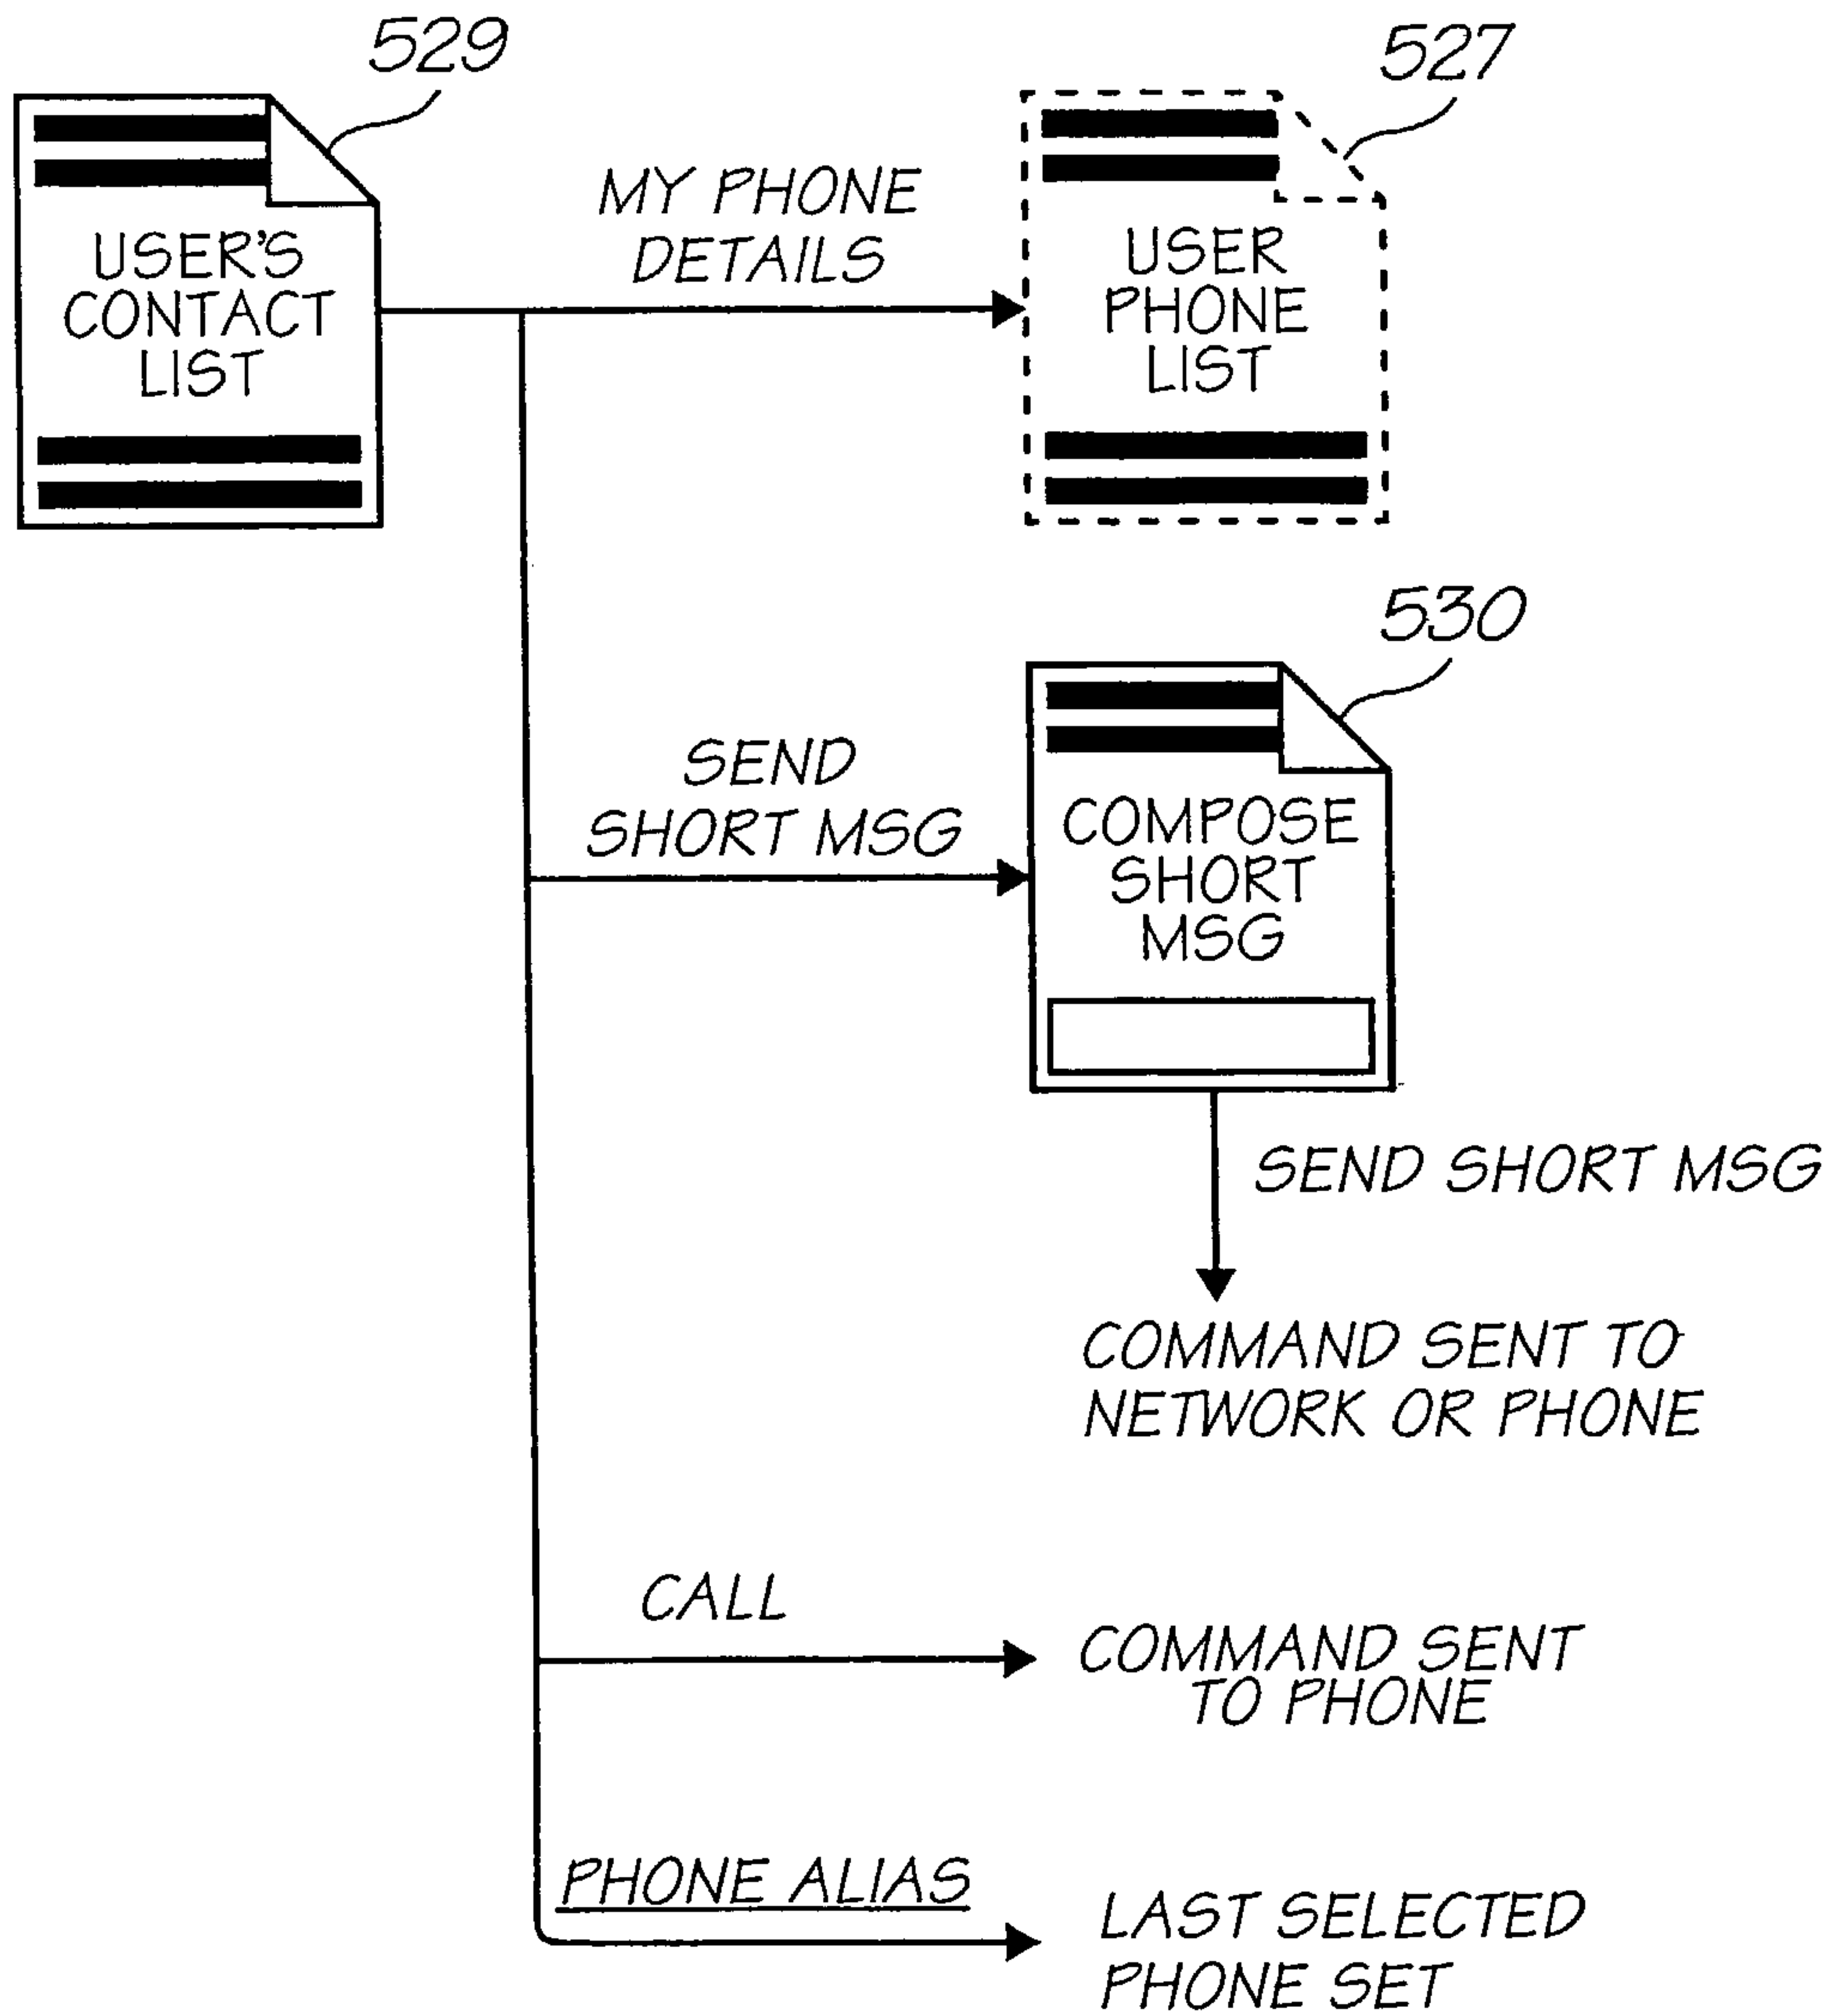 529
527
USER'S
CONTACT
LIST
MY PHONE
DETAILS
USER
PHONE
LIST
530
SEND
SHORT MSG
COMPOSE
SHORT
MSG
SEND SHORT MSG
COMMAND SENT TO
NETWORK OR PHONE
CALL
COMMAND SENT
TO PHONE
PHONE ALIAS
LAST SELECTED
PHONE SET